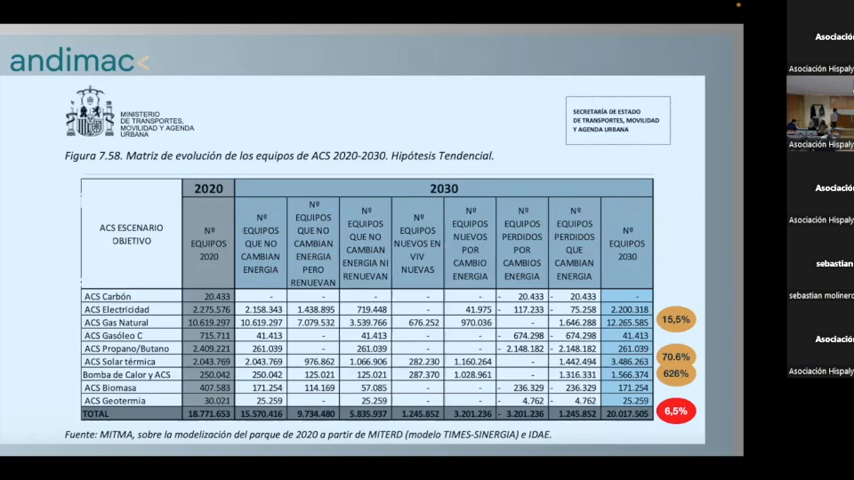 andimac
MINISTERIO
DE TRANSPORTES,
MOVILIDAD Y AGENDA
URBANA
SECRETARÍA DE ESTADO
DE TRANSPORTES, MOVILIDAD
Y AGENDA URBANA
Figura 7.58. Matriz de evolución de los equipos de ACS 2020-2030. Hipótesis Tendencial.
2020 2030
ACS ESCENARIO OBJETIVO
Nº EQUIPOS 2020
Nº EQUIPOS QUE NO CAMBIAN ENERGIA
Nº EQUIPOS QUE NO CAMBIAN ENERGIA PERO RENUEVAN
Nº EQUIPOS QUE NO CAMBIAN ENERGIA NI RENUEVAN
Nº EQUIPOS NUEVOS EN VIV NUEVAS
Nº EQUIPOS NUEVOS POR CAMBIO ENERGIA
Nº EQUIPOS PERDIDOS POR CAMBIOS ENERGIA
Nº EQUIPOS PERDIDOS QUE CAMBIAN ENERGIA
Nº EQUIPOS 2030
ACS Carbón 20.433 - - - - - - 20.433 - 20.433 -
ACS Electricidad 2.275.576 2.158.343 1.438.895 719.448 - 41.975 - 117.233 - 75.258 2.200.318
ACS Gas Natural 10.619.297 10.619.297 7.079.532 3.539.766 676.252 970.036 - 1.646.288 12.265.585 15,5%
ACS Gasóleo C 715.711 41.413 - 41.413 - - - 674.298 - 674.298 41.413
ACS Propano/Butano 2.409.221 261.039 - 261.039 - - - 2.148.182 - 2.148.182 261.039
ACS Solar térmica 2.043.769 2.043.769 976.862 1.066.906 282.230 1.160.264 - 1.442.494 3.486.263 70.6%
Bomba de Calor y ACS 250.042 250.042 125.021 125.021 287.370 1.028.961 - 1.316.331 1.566.374 626%
ACS Biomasa 407.583 171.254 114.169 57.085 - - - 236.329 - 236.329 171.254
ACS Geotermia 30.021 25.259 - 25.259 - - - 4.762 - 4.762 25.259
TOTAL 18.771.653 15.570.416 9.734.480 5.835.937 1.245.852 3.201.236 - 3.201.236 1.245.852 20.017.505 6,5%
Fuente: MITMA, sobre la modelización del parque de 2020 a partir de MITERD (modelo TIMES-SINERGIA) e IDAE.
Asociación
Asociación Hispaly
Asociación Hispaly
Asociación
Asociación Hispaly
sebastian
sebastian molinero
Asociación
Asociación Hispaly